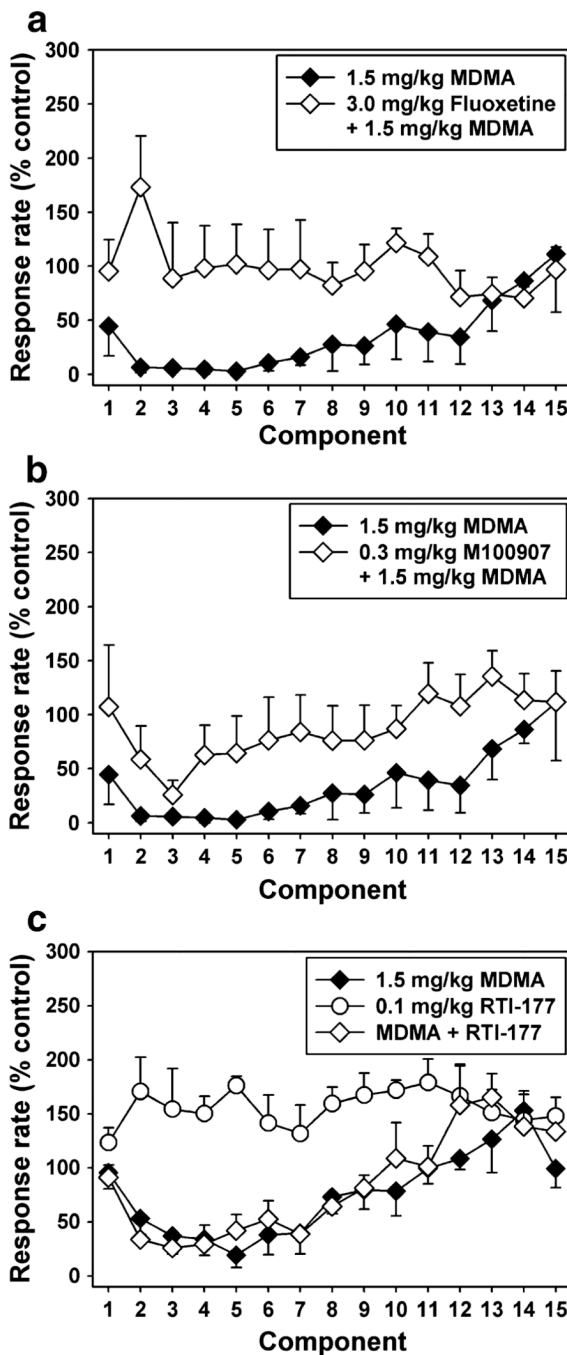 a
300
250
200
150
100
50
0
Response rate (% control)
1.5 mg/kg MDMA
3.0 mg/kg Fluoxetine
+ 1.5 mg/kg MDMA
1 2 3 4 5 6 7 8 9 10 11 12 13 14 15
Component
b
300
250
200
150
100
50
0
Response rate (% control)
1.5 mg/kg MDMA
0.3 mg/kg M100907
+ 1.5 mg/kg MDMA
1 2 3 4 5 6 7 8 9 10 11 12 13 14 15
Component
c
300
250
200
150
100
50
0
Response rate (% control)
1.5 mg/kg MDMA
0.1 mg/kg RTI-177
MDMA + RTI-177
1 2 3 4 5 6 7 8 9 10 11 12 13 14 15
Component